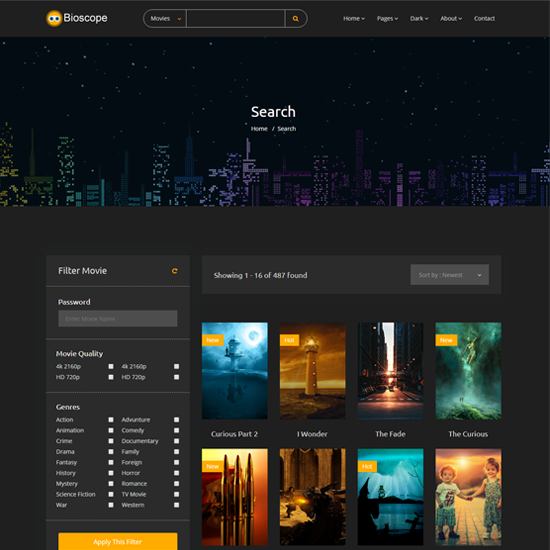 Bioscope
Movies
Home Pages Dark About Contact
Search
Home / Search
Filter Movie
Showing 1 - 16 of 487 found
Sort by : Newest
Password
Enter Movie Name
Movie Quality
4k 2160p 4k 2160p
HD 720p HD 720p
Genres
Action Advunture
Animation Comedy
Crime Documentary
Drama Family
Fantasy Foreign
History Horror
Mystery Romance
Science Fiction TV Movie
War Western
Apply This Filter
New
Hot
New
Curious Part 2
I Wonder
The Fade
The Curious
New
Hot